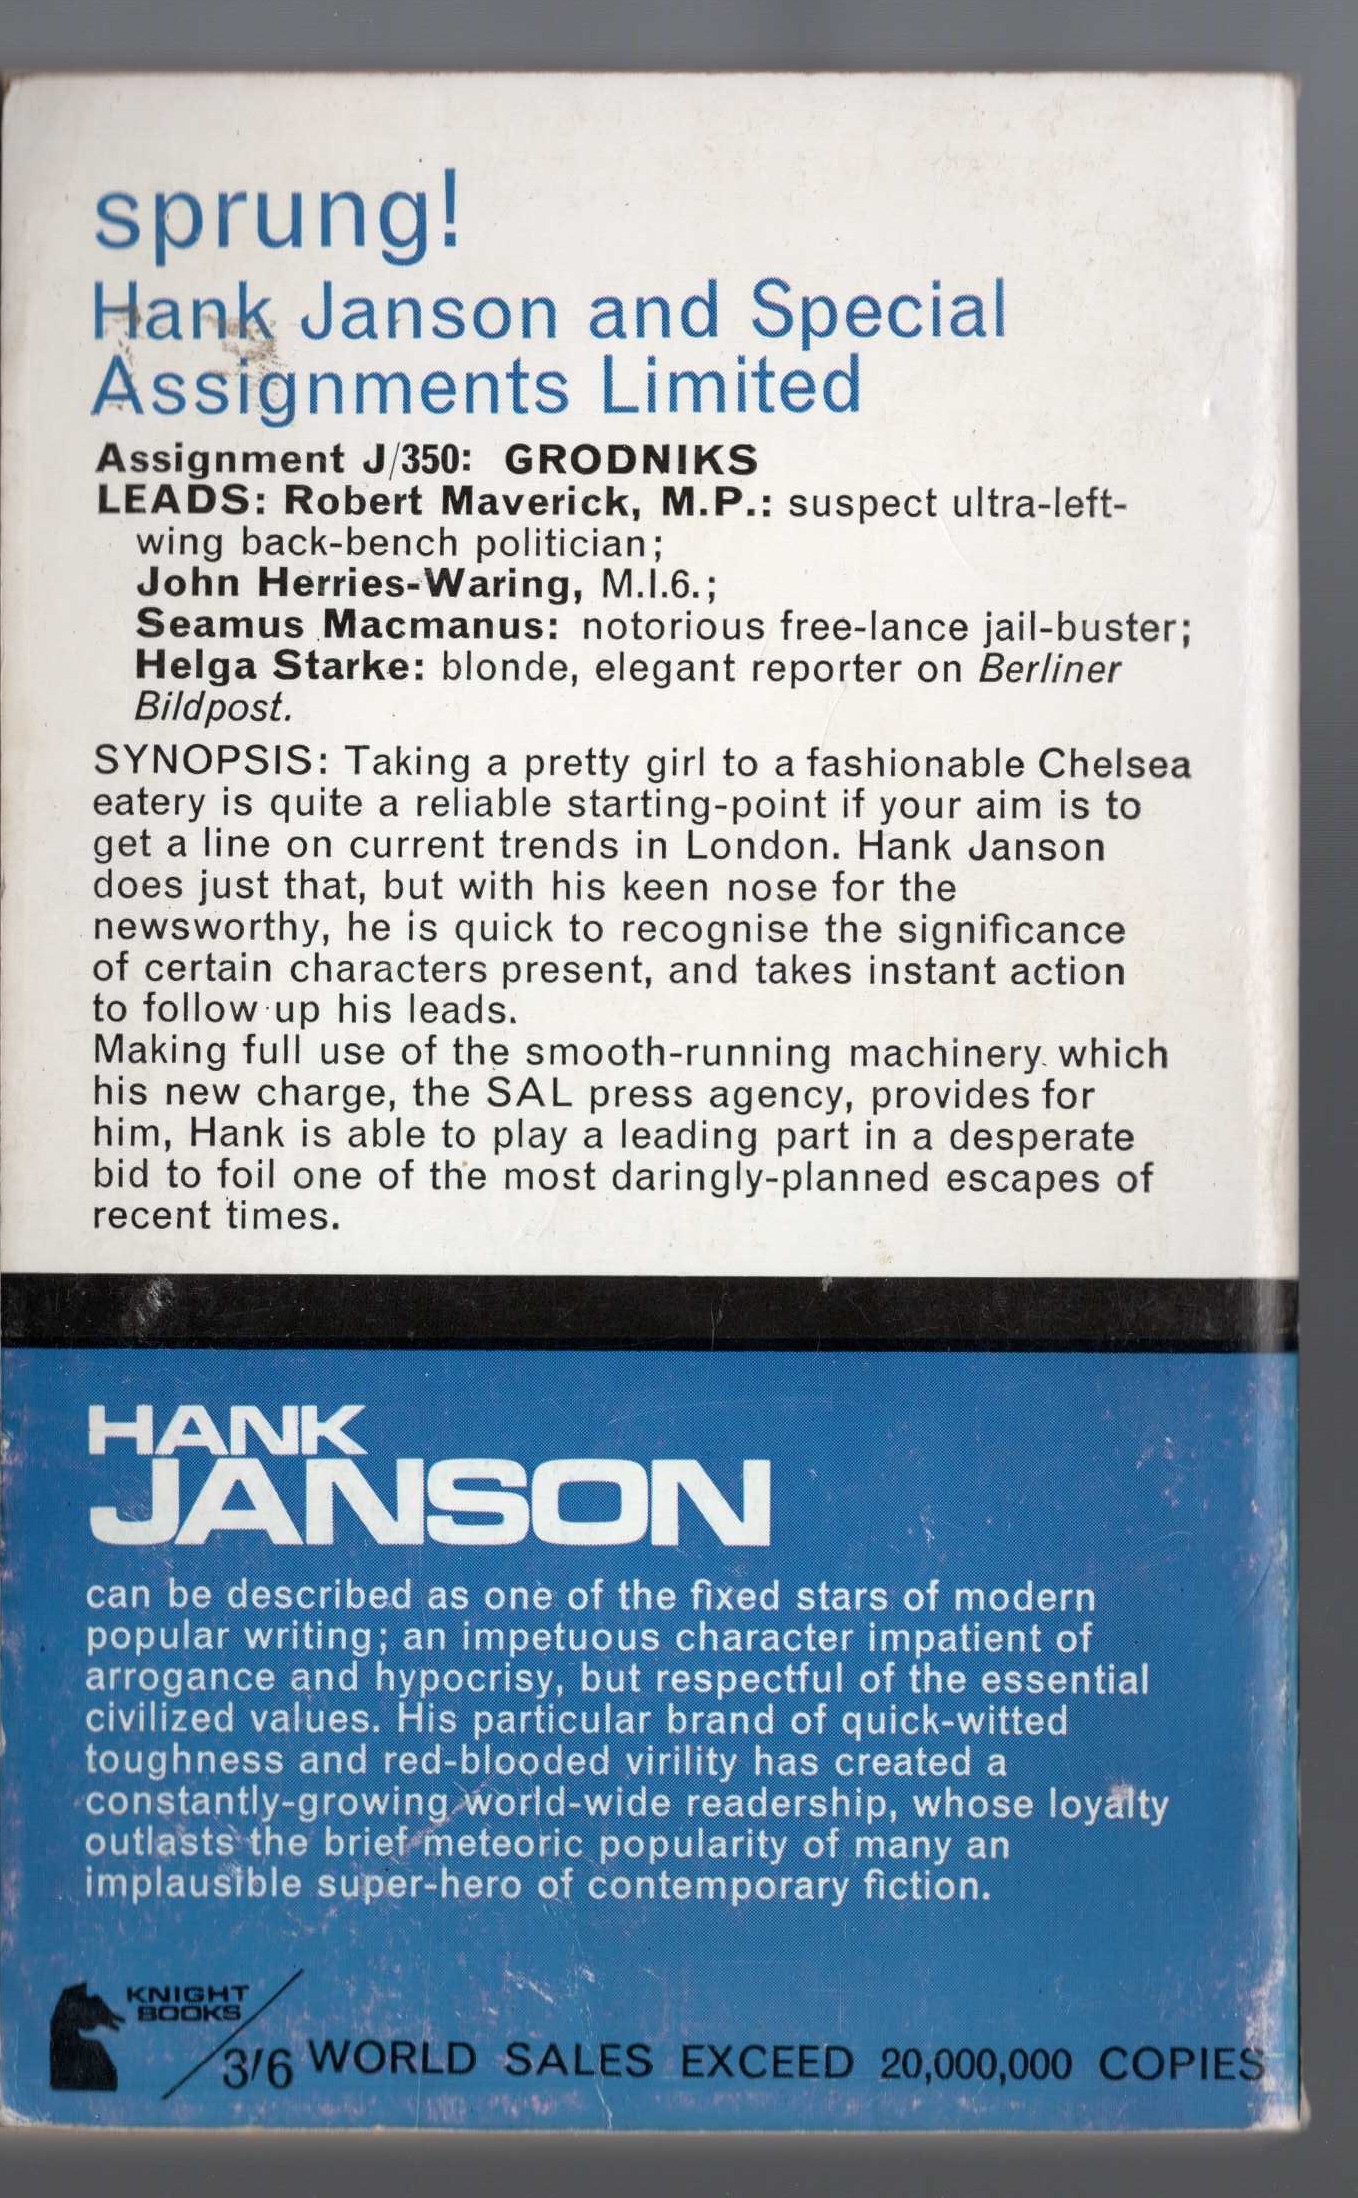 sprung!
Hank Janson and Special
Assignments Limited
Assignment J/350: GRODNIKS
LEADS: Robert Maverick, M.P.: suspect ultra-left-
wing back-bench politician;
John Herries-Waring, M.I.6.;
Seamus Macmanus: notorious free-lance jail-buster;
Helga Starke: blonde, elegant reporter on Berliner
Bildpost.
SYNOPSIS: Taking a pretty girl to a fashionable Chelsea
eatery is quite a reliable starting-point if your aim is to
get a line on current trends in London. Hank Janson
does just that, but with his keen nose for the
newsworthy, he is quick to recognise the significance
of certain characters present, and takes instant action
to follow up his leads.
Making full use of the smooth-running machinery which
his new charge, the SAL press agency, provides for
him, Hank is able to play a leading part in a desperate
bid to foil one of the most daringly-planned escapes of
recent times.
HANK
JANSON
can be described as one of the fixed stars of modern
popular writing; an impetuous character impatient of
arrogance and hypocrisy, but respectful of the essential
civilized values. His particular brand of quick-witted
toughness and red-blooded virility has created a
constantly-growing world-wide readership, whose loyalty
outlasts the brief meteoric popularity of many an
implausible super-hero of contemporary fiction.
KNIGHT
BOOKS
3/6 WORLD SALES EXCEED 20,000,000 COPIES